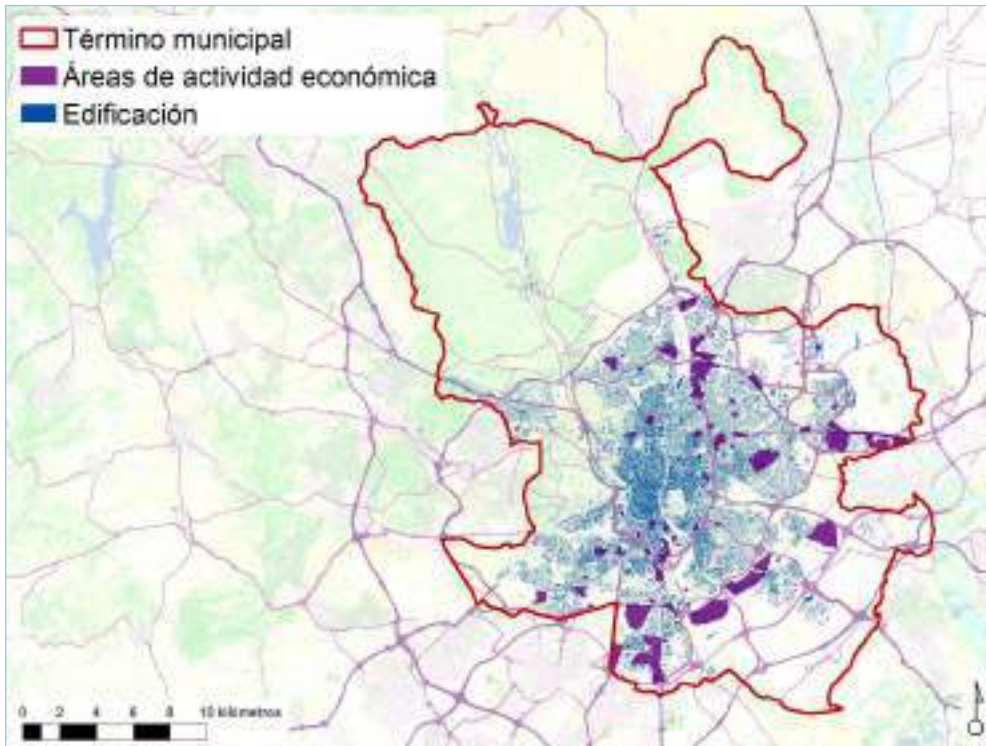 Término municipal
Áreas de actividad económica
Edificación
0 2 4 6 8 10 kilómetros